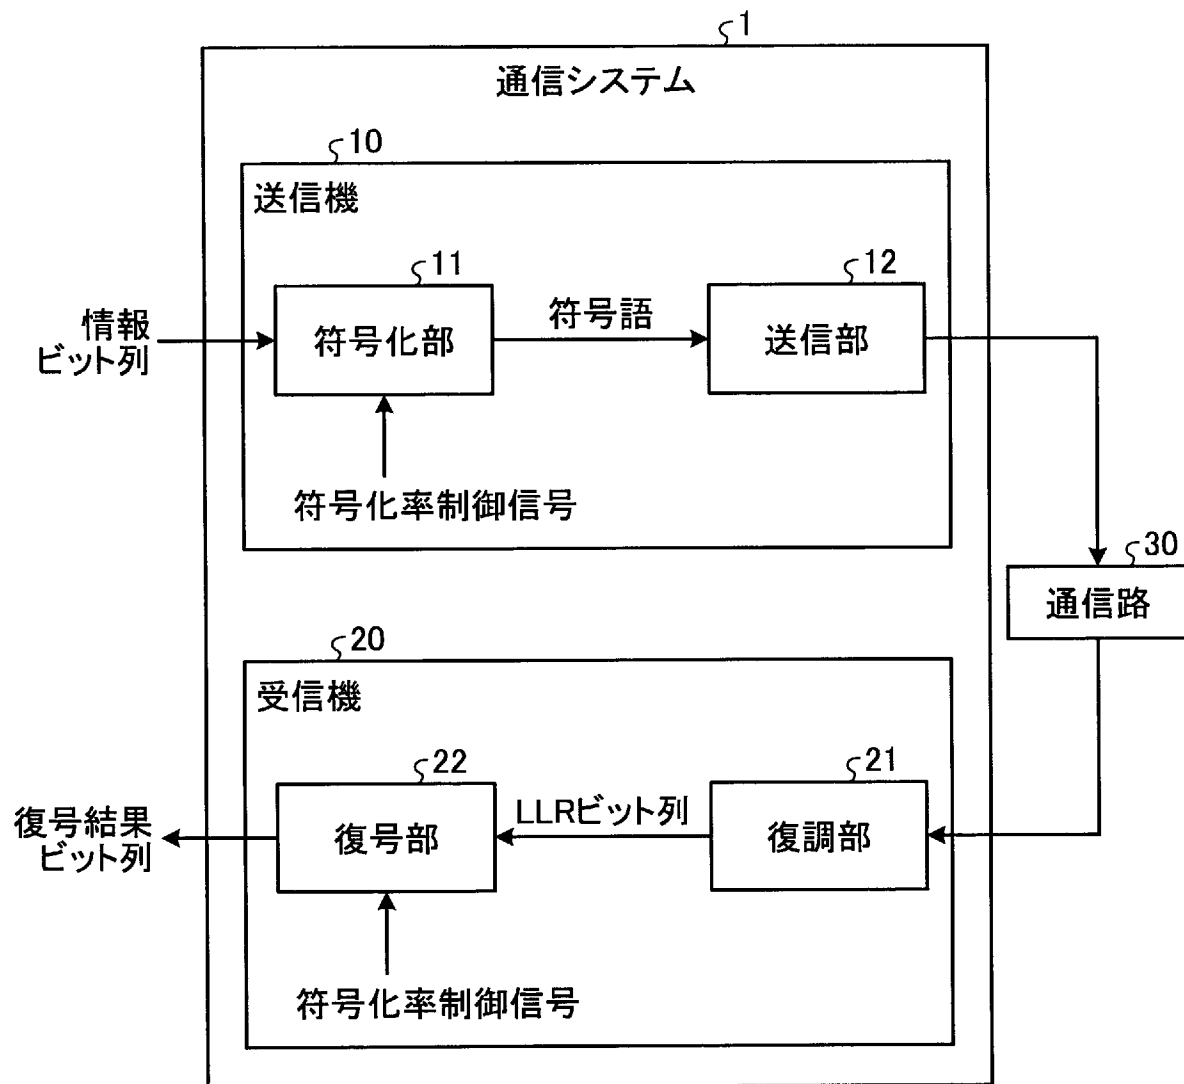 1
通信システム
10
送信機
11
12
情報
ビット列
符号化部
符号語
送信部
符号化率制御信号
30
通信路
20
受信機
22
21
復号結果
ビット列
復号部
LLRビット列
復調部
符号化率制御信号